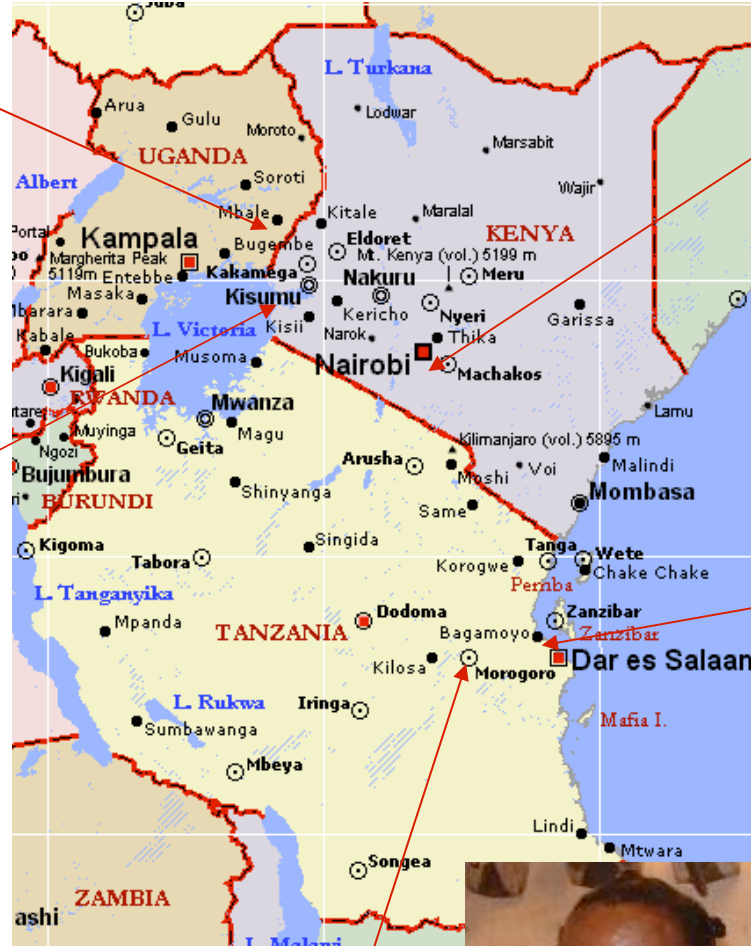 Juba
L. Turkana
Arua
Gulu
Moroto
Lodwar
Marsabit
UGANDA
Albert
Soroti
Wajir
Mbale
Kitale
Maralal
Portal
Kampala
Bugembe
Eldoret
KENYA
Margherita Peak
5119m
Entebbe
Kakamega
Mt. Kenya (vol.) 5199 m
Meru
Masaka
Kisumu
Nakuru
Mbarara
L. Victoria
Kisii
Kericho
Nyeri
Garissa
Kabale
Bukoba
Musoma
Narok
Thika
Kigali
Nairobi
Machakos
RWANDA
Mwanza
Lamu
Muyinga
Magu
Ngozi
Geita
Kilimanjaro (vol.) 5895 m
Bujumbura
Arusha
Moshi
Voi
Malindi
BURUNDI
Shinyanga
Same
Mombasa
Kigoma
Tabora
Singida
Korogwe
Tanga
Wete
Chake Chake
Pemba
L. Tanganyika
Mpanda
TANZANIA
Dodoma
Bagamoyo
Zanzibar
Zanzibar
Kilosa
Morogoro
Dar es Salaam
L. Rukwa
Iringa
Mafia I.
Sumbawanga
Mbeya
Lindi
Mtwara
Songea
ZAMBIA
ashi
L. Malawi